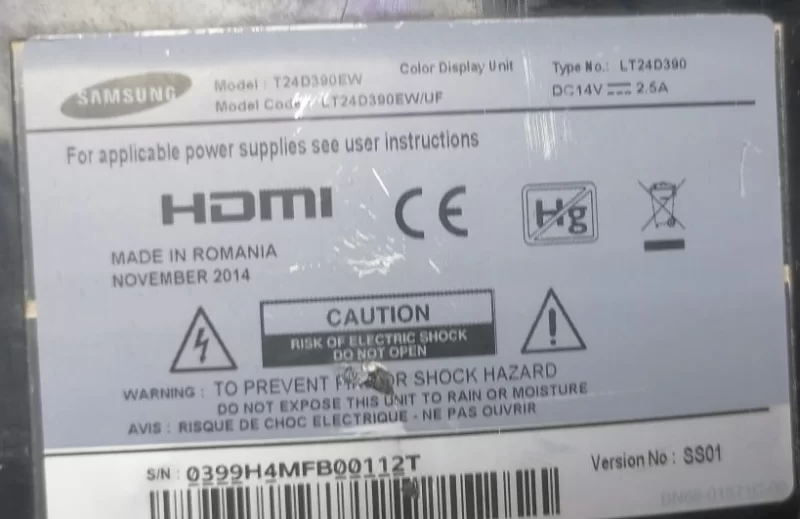 SAMSUNG
Model : T24D390EW
Color Display Unit
Type No.: LT24D390
Model Code : LT24D390EW/UF
DC14V 2.5A
For applicable power supplies see user instructions
HDMI
CE
Hg
MADE IN ROMANIA
NOVEMBER 2014
CAUTION
RISK OF ELECTRIC SHOCK
DO NOT OPEN
WARNING : TO PREVENT OR SHOCK HAZARD
DO NOT EXPOSE THIS UNIT TO RAIN OR MOISTURE
AVIS : RISQUE DE CHOC ELECTRIQUE - NE PAS OUVRIR
S/N : 0399H4MFB00112T
Version No : SS01